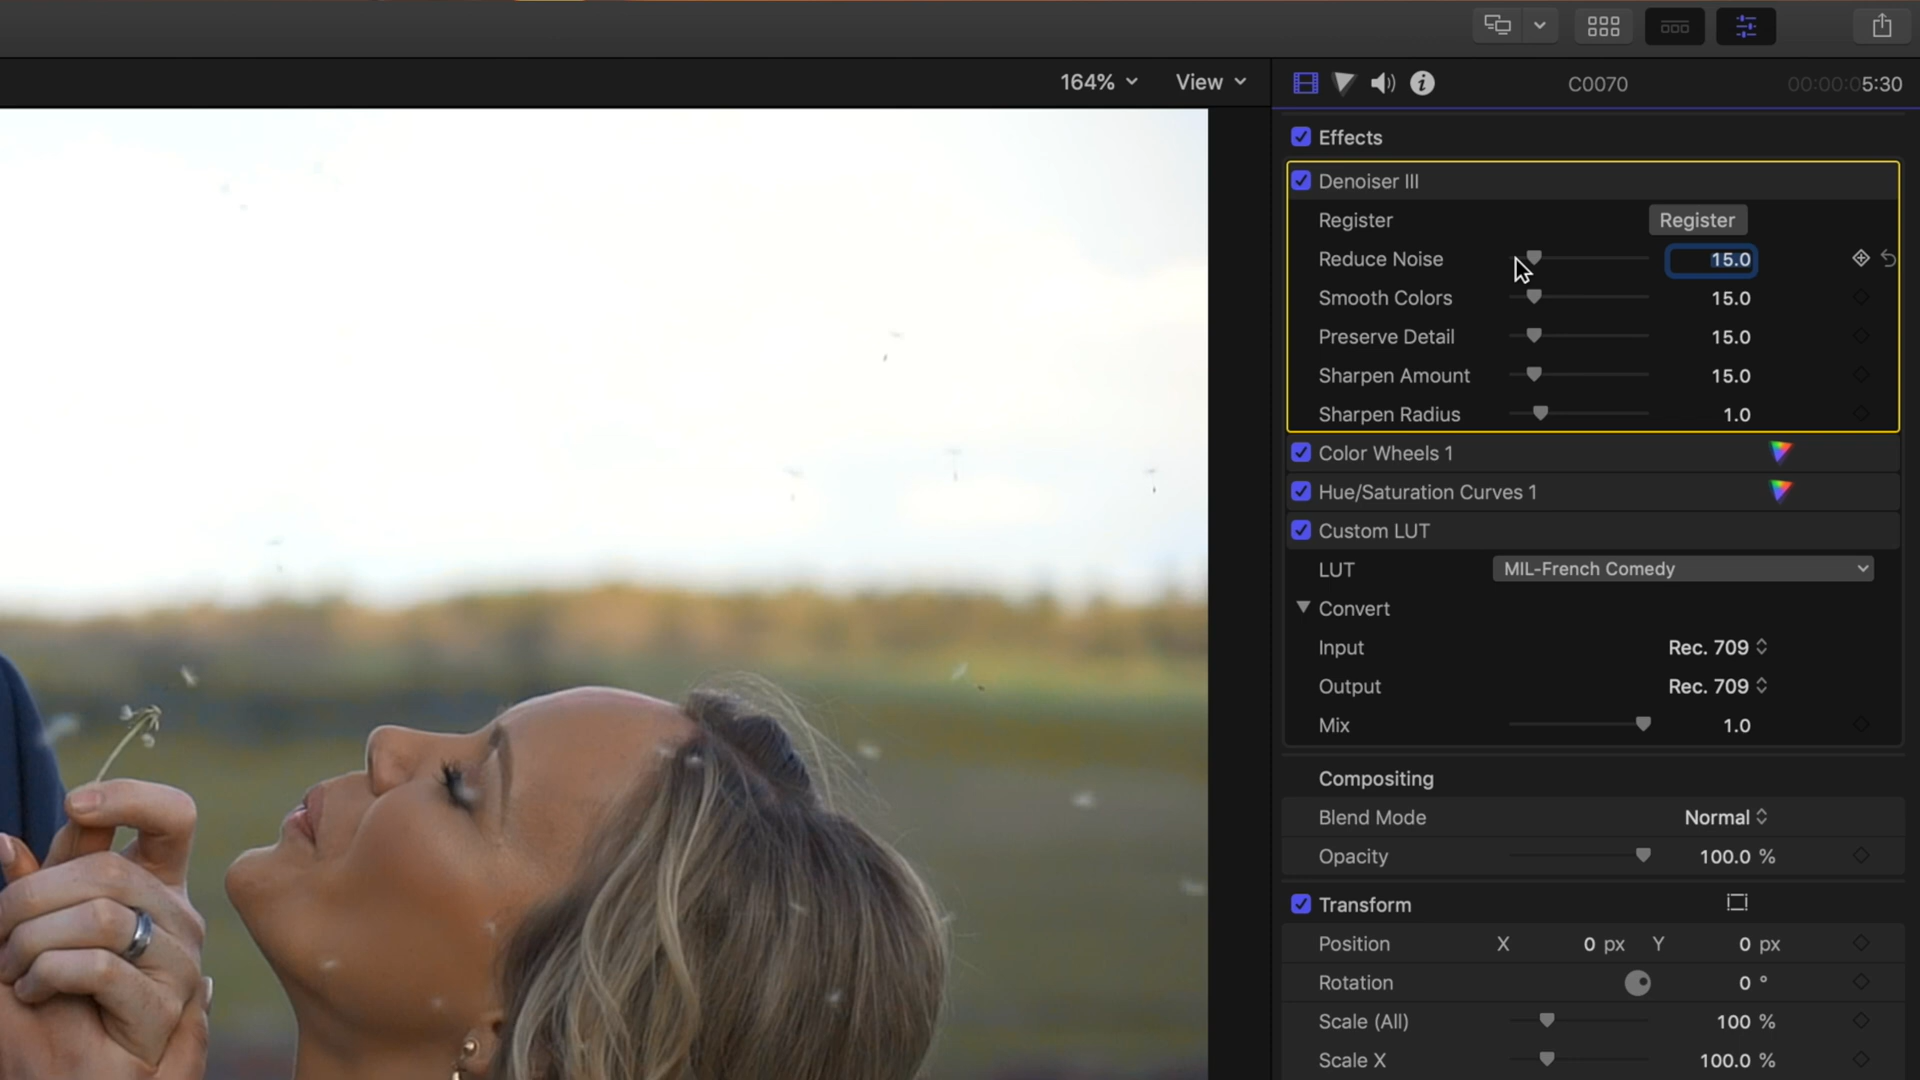 164% View C0070 00:00:05:30
Effects
Denoiser III
Register Register
Reduce Noise 15.0
Smooth Colors 15.0
Preserve Detail 15.0
Sharpen Amount 15.0
Sharpen Radius 1.0
Color Wheels 1
Hue/Saturation Curves 1
Custom LUT
LUT MIL-French Comedy
Convert
Input Rec. 709
Output Rec. 709
Mix 1.0
Compositing
Blend Mode Normal
Opacity 100.0 %
Transform
Position X 0 px Y 0 px
Rotation 0 °
Scale (All) 100 %
Scale X 100.0 %